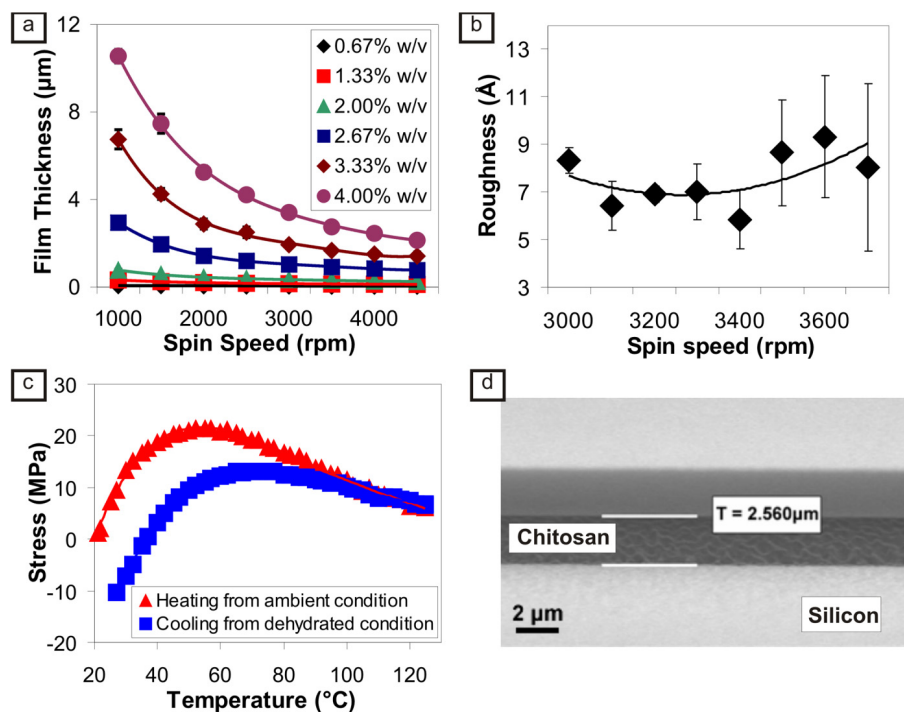 a
12
8
4
0
Film Thickness (µm)
1000 2000 3000 4000
Spin Speed (rpm)
0.67% w/v
1.33% w/v
2.00% w/v
2.67% w/v
3.33% w/v
4.00% w/v
b
13
11
9
7
5
3
Roughness (Å)
3000 3200 3400 3600
Spin speed (rpm)
c
30
20
10
0
-10
-20
Stress (MPa)
20 40 60 80 100 120
Temperature (°C)
Heating from ambient condition
Cooling from dehydrated condition
d
T = 2.560µm
Chitosan
2 µm
Silicon